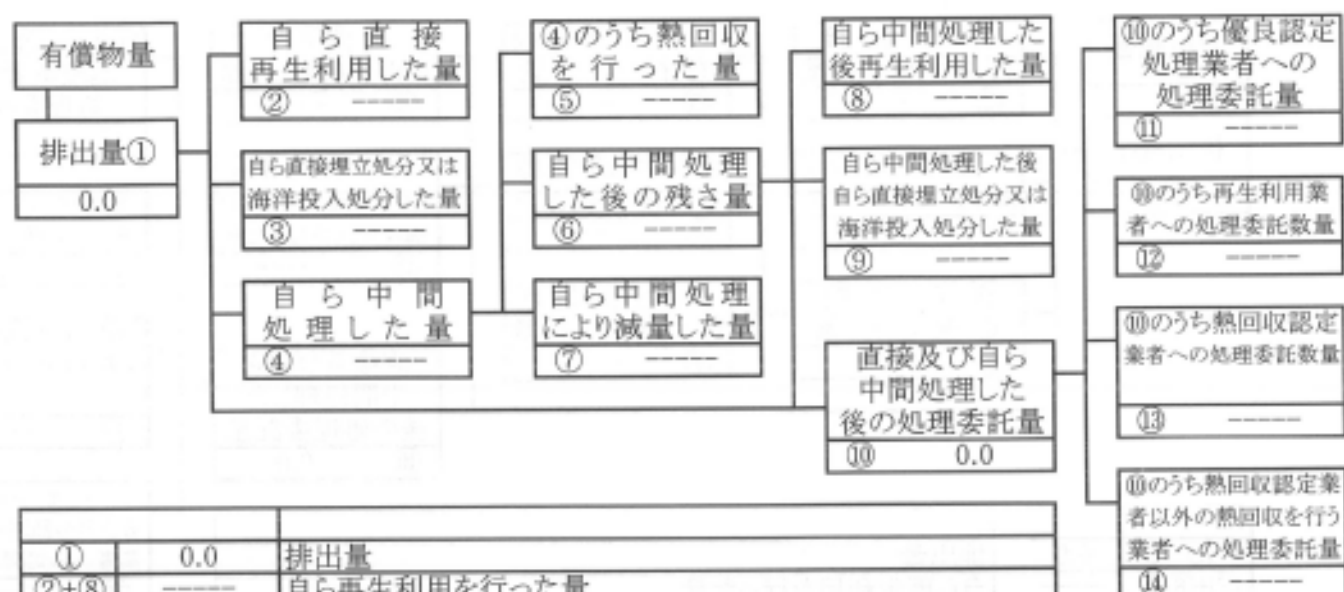 有償物量
排出量①
0.0
自ら直接
再生利用した量
② -----
自ら直接埋立処分又は
海洋投入処分した量
③ -----
自ら中間
処理した量
④ -----
④のうち熱回収
を行った量
⑤ -----
自ら中間処理
した後の残さ量
⑥ -----
自ら中間処理
により減量した量
⑦ -----
自ら中間処理した
後再生利用した量
⑧ -----
自ら中間処理した後
自ら直接埋立処分又は
海洋投入処分した量
⑨ -----
直接及び自ら
中間処理した
後の処理委託量
⑩ 0.0
⑩のうち優良認定
処理業者への
処理委託量
⑪ -----
⑩のうち再生利用業
者への処理委託数量
⑫ -----
⑩のうち熱回収認定
業者への処理委託数量
⑬ -----
⑩のうち熱回収認定業
者以外の熱回収を行う
業者への処理委託量
⑭ -----
① 0.0 排出量
②+⑧ ----- 自ら再生利用を行った量